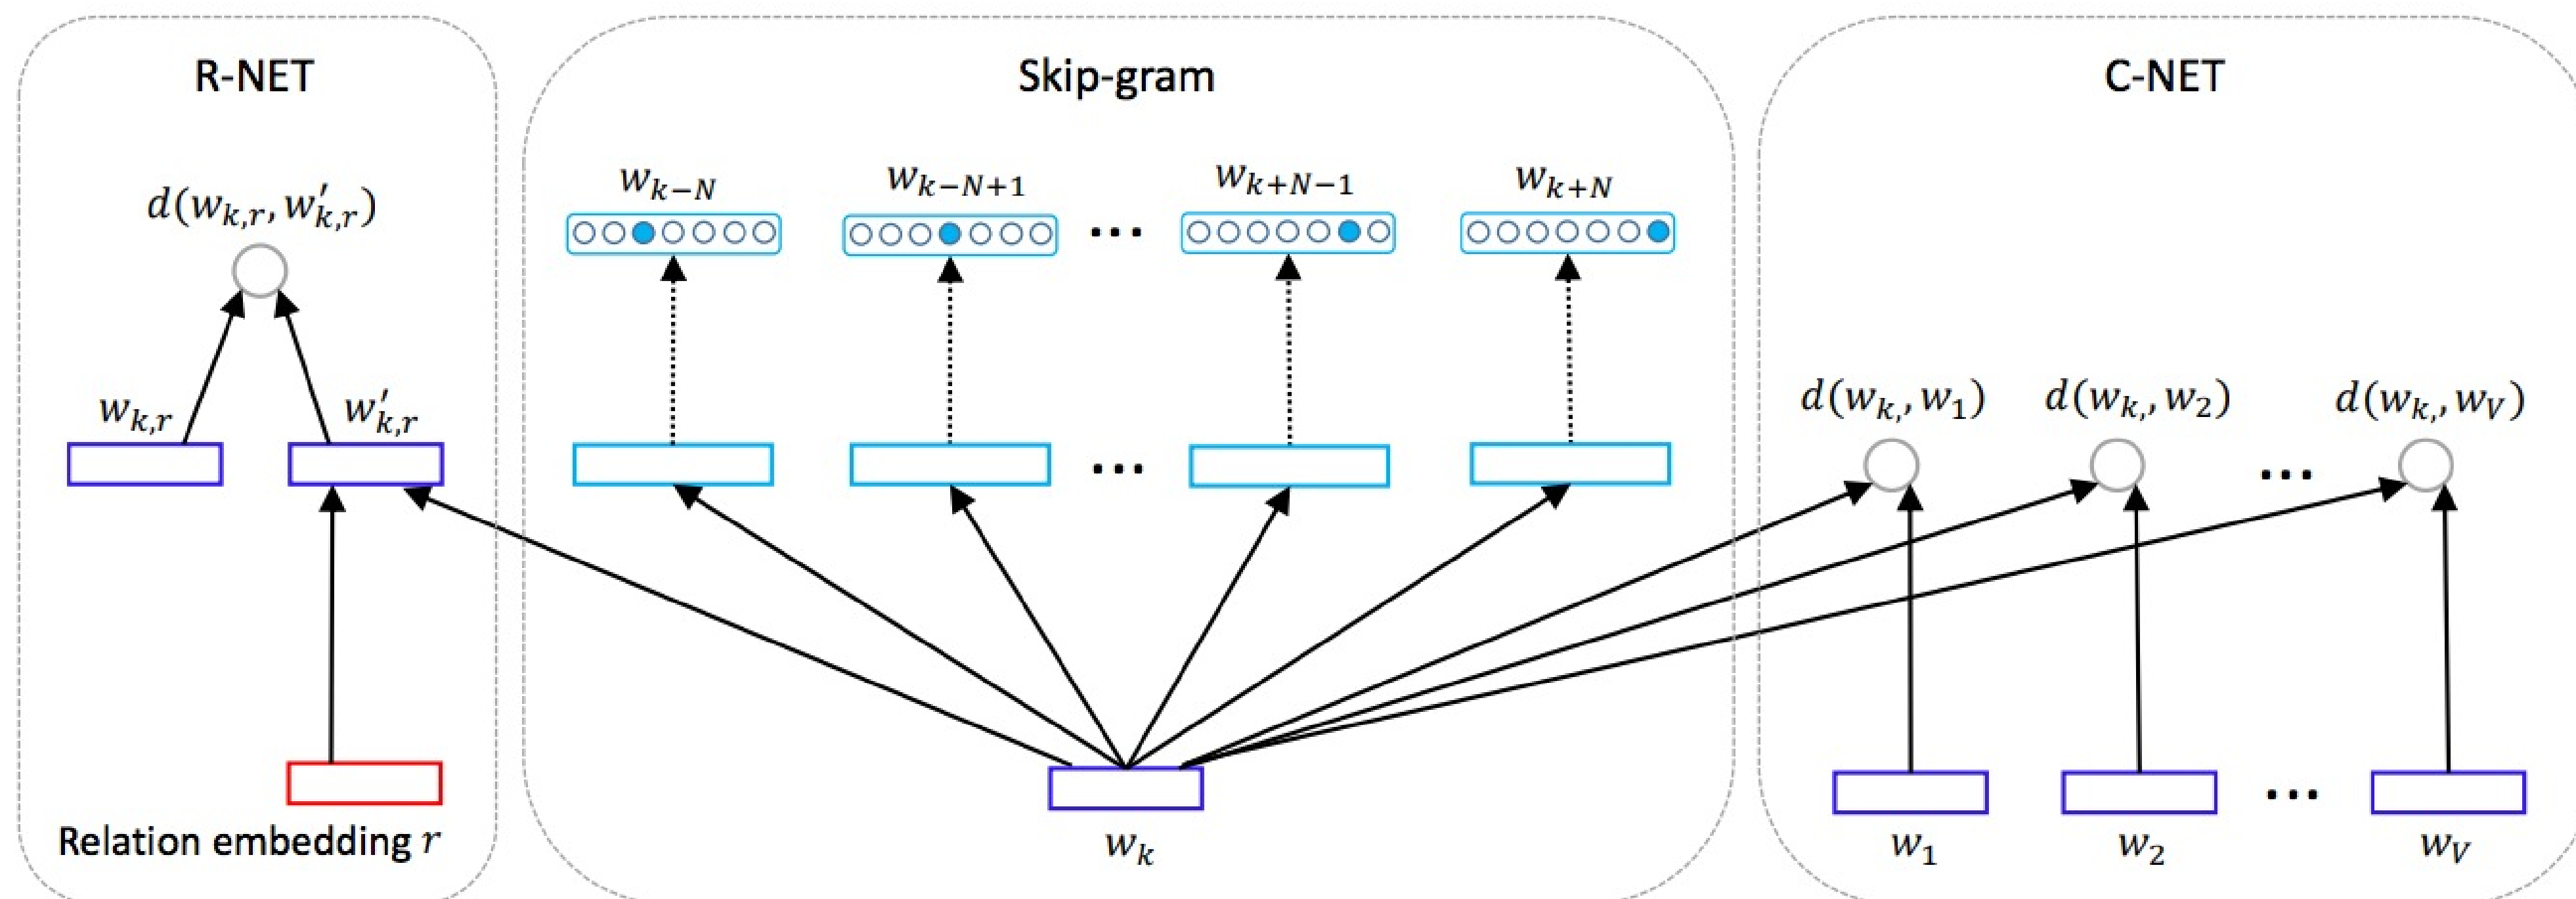 R-NET
Skip-gram
C-NET
w_{k-N}
w_{k-N+1}
...
w_{k+N-1}
w_{k+N}
d(w_{k,r}, w'_{k,r})
w_{k,r}
w'_{k,r}
...
d(w_{k,}, w_1)
d(w_{k,}, w_2)
...
d(w_{k,}, w_V)
Relation embedding r
w_k
w_1
w_2
...
w_V